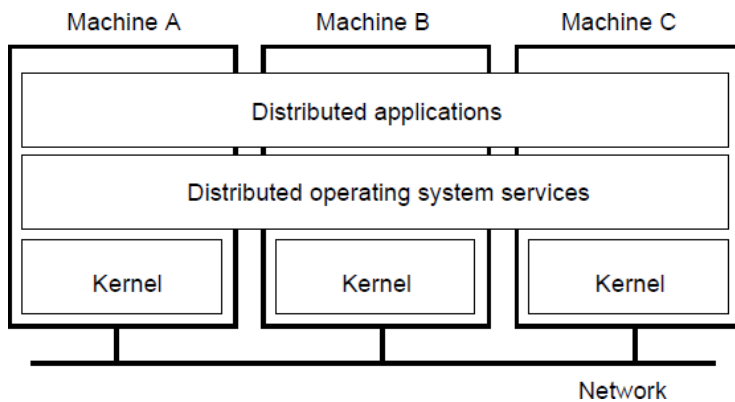 Machine A
Machine B
Machine C
Distributed applications
Distributed operating system services
Kernel
Kernel
Kernel
Network